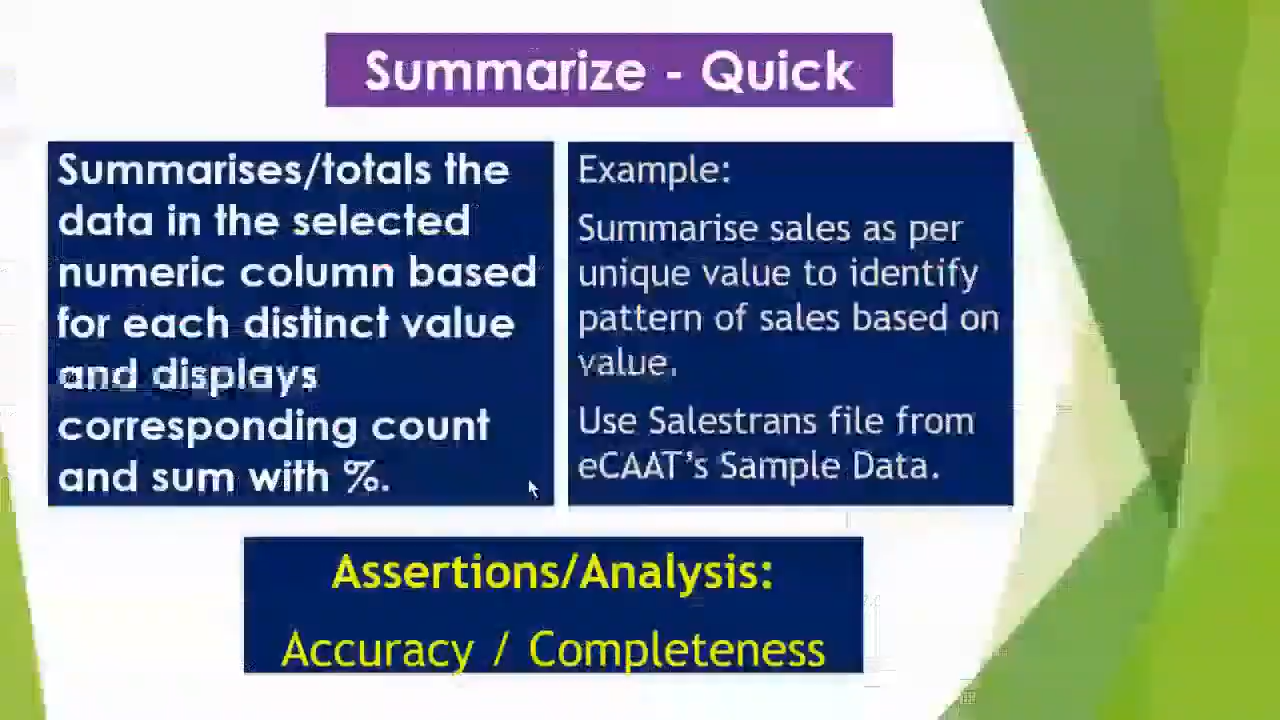 Summarize - Quick
Summarises/totals the
data in the selected
numeric column based
for each distinct value
and displays
corresponding count
and sum with %.
Example:
Summarise sales as per
unique value to identify
pattern of sales based on
value.
Use Salestrans file from
eCAAT's Sample Data.
Assertions/Analysis:
Accuracy / Completeness